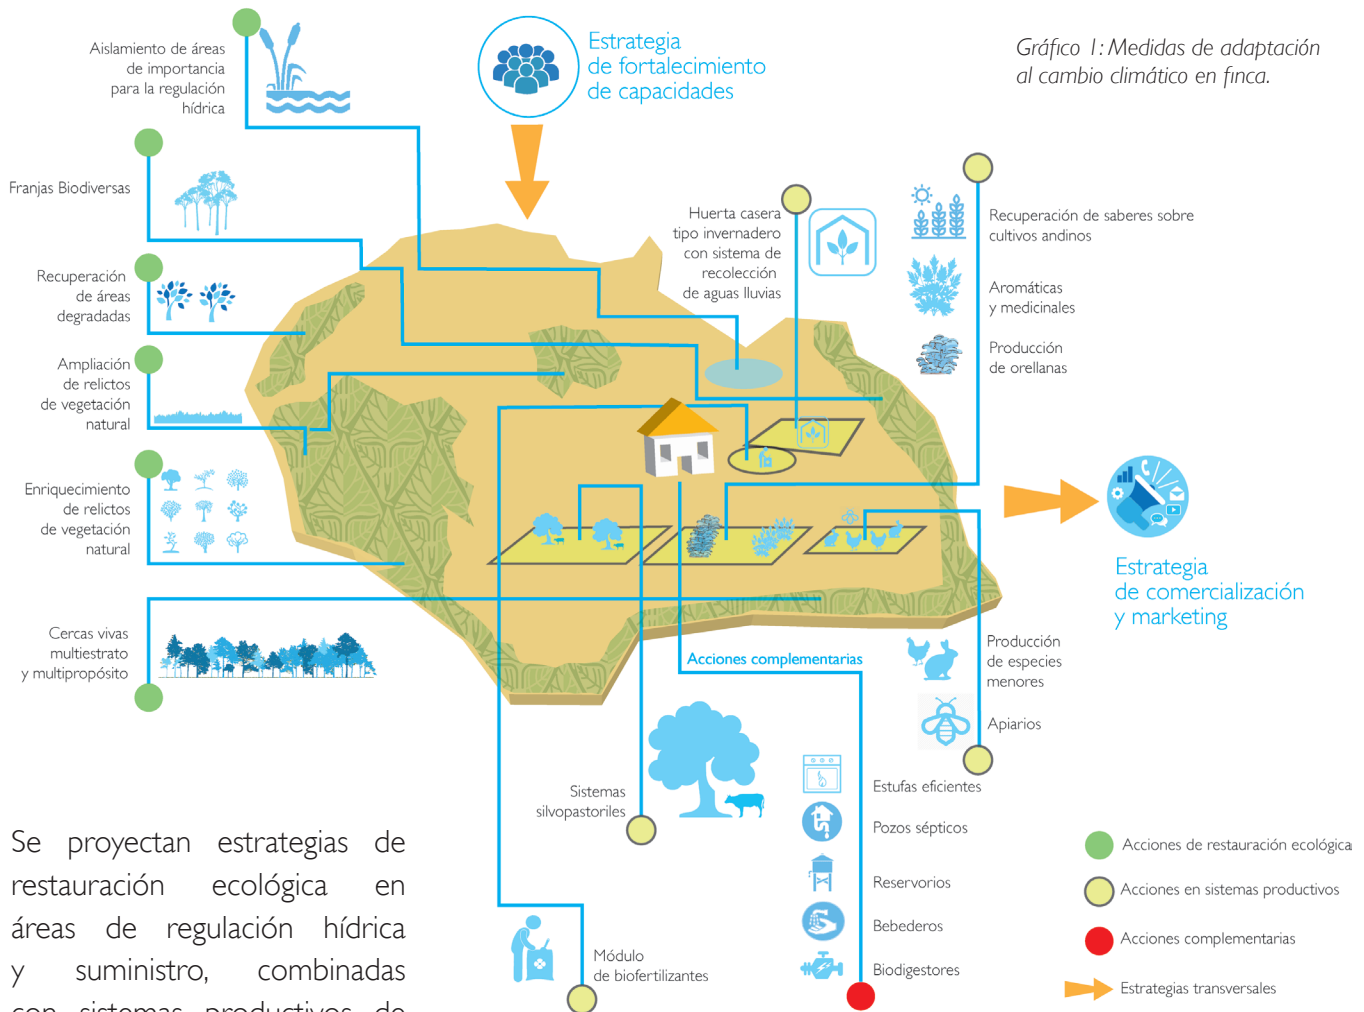 Gráfico 1: Medidas de adaptación
al cambio climático en finca.
Estrategia
de fortalecimiento
de capacidades
Aislamiento de áreas
de importancia
para la regulación
hídrica
Franjas Biodiversas
Recuperación
de áreas
degradadas
Ampliación
de relictos
de vegetación
natural
Enriquecimiento
de relictos
de vegetación
natural
Cercas vivas
multiestrato
y multipropósito
Huerta casera
tipo invernadero
con sistema de
recolección
de aguas lluvias
Recuperación de saberes sobre
cultivos andinos
Aromáticas
y medicinales
Producción
de orellanas
Estrategia
de comercialización
y marketing
Producción
de especies
menores
Apiarios
Acciones complementarias
Sistemas
silvopastoriles
Módulo
de biofertilizantes
Estufas eficientes
Pozos sépticos
Reservorios
Bebederos
Biodigestores
Acciones de restauración ecológica
Acciones en sistemas productivos
Acciones complementarias
Estrategias transversales
Se proyectan estrategias de
restauración ecológica en
áreas de regulación hídrica
y suministro, combinadas
con sistemas productivos de